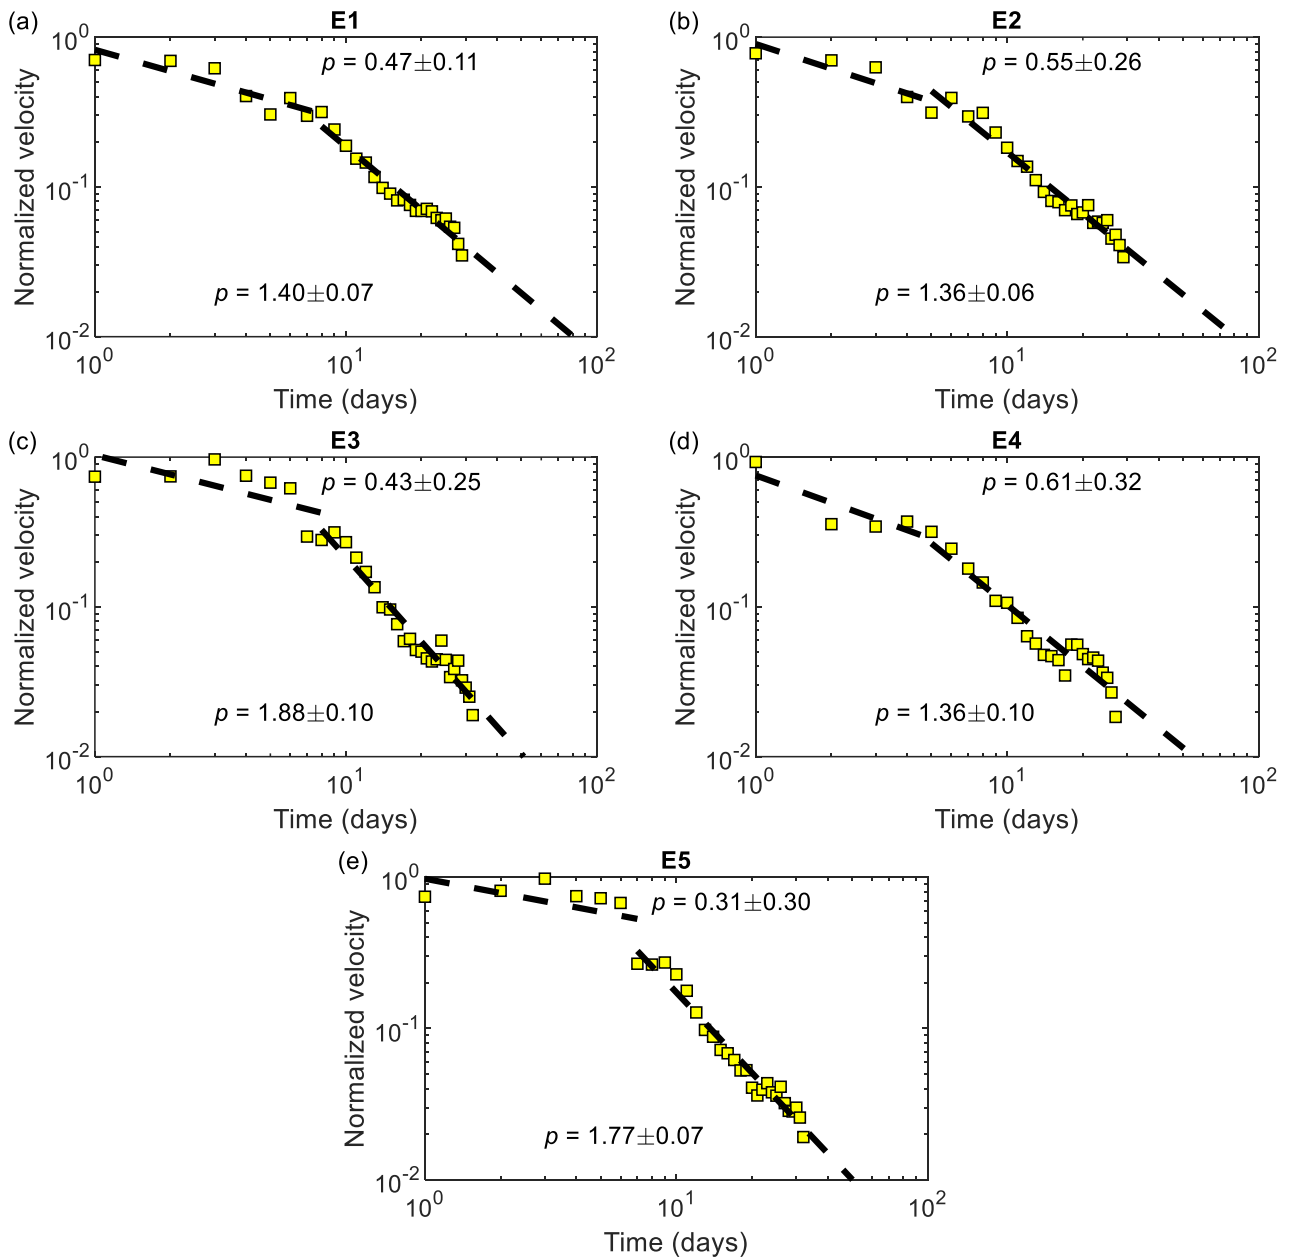 (a) E1
10^0
10^-1
10^-2
Normalized velocity
p = 0.47±0.11
p = 1.40±0.07
10^0 10^1 10^2
Time (days)
(b) E2
10^0
10^-1
10^-2
Normalized velocity
p = 0.55±0.26
p = 1.36±0.06
10^0 10^1 10^2
Time (days)
(c) E3
10^0
10^-1
10^-2
Normalized velocity
p = 0.43±0.25
p = 1.88±0.10
10^0 10^1 10^2
Time (days)
(d) E4
10^0
10^-1
10^-2
Normalized velocity
p = 0.61±0.32
p = 1.36±0.10
10^0 10^1 10^2
Time (days)
(e) E5
10^0
10^-1
10^-2
Normalized velocity
p = 0.31±0.30
p = 1.77±0.07
10^0 10^1 10^2
Time (days)